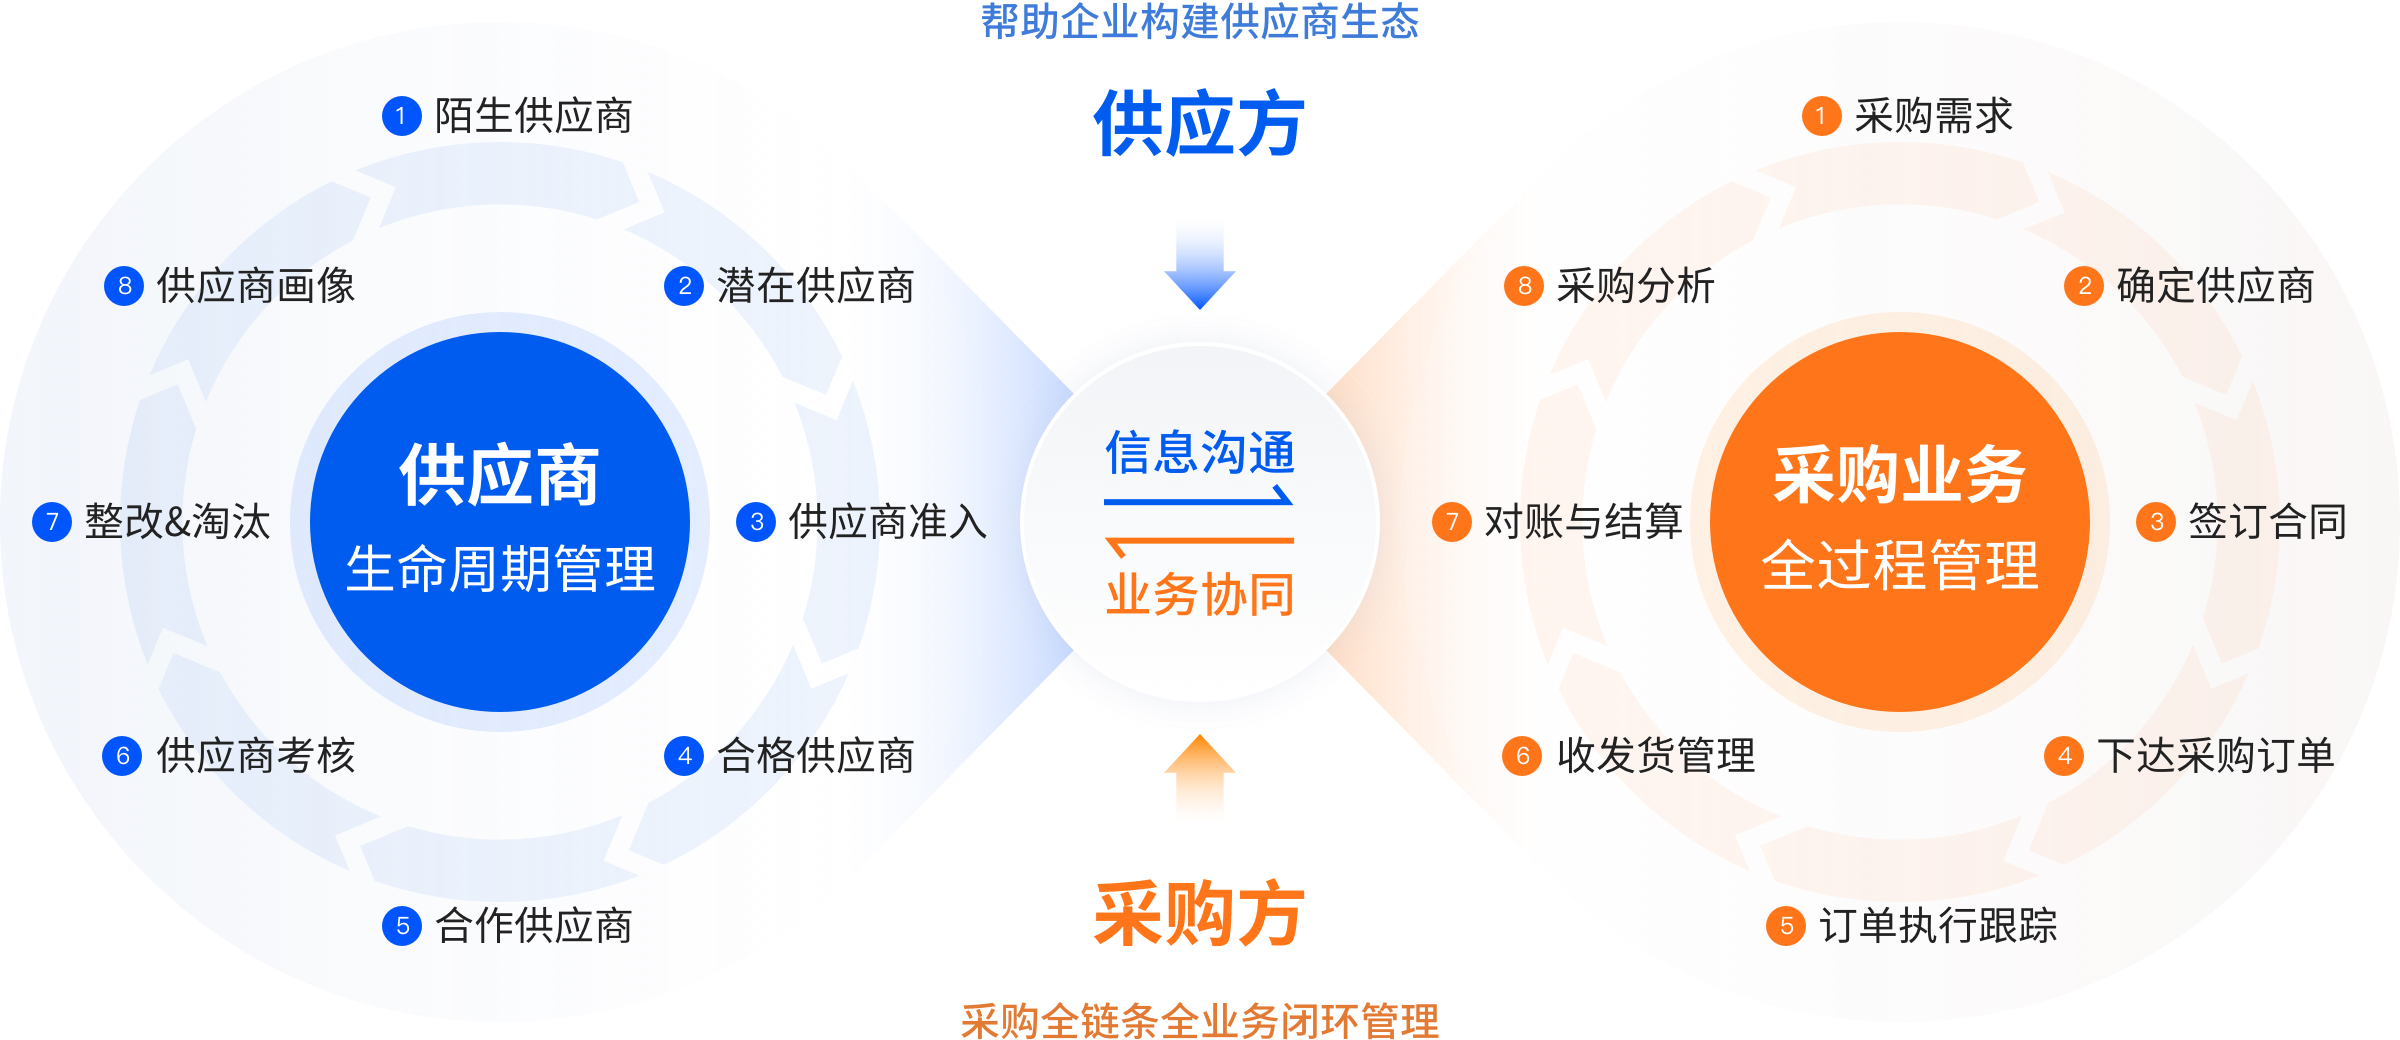 帮助企业构建供应商生态
供应方
1 陌生供应商
2 潜在供应商
3 供应商准入
4 合格供应商
5 合作供应商
6 供应商考核
7 整改&淘汰
8 供应商画像
供应商
生命周期管理
信息沟通
业务协同
1 采购需求
2 确定供应商
3 签订合同
4 下达采购订单
5 订单执行跟踪
6 收发货管理
7 对账与结算
8 采购分析
采购业务
全过程管理
采购方
采购全链条全业务闭环管理